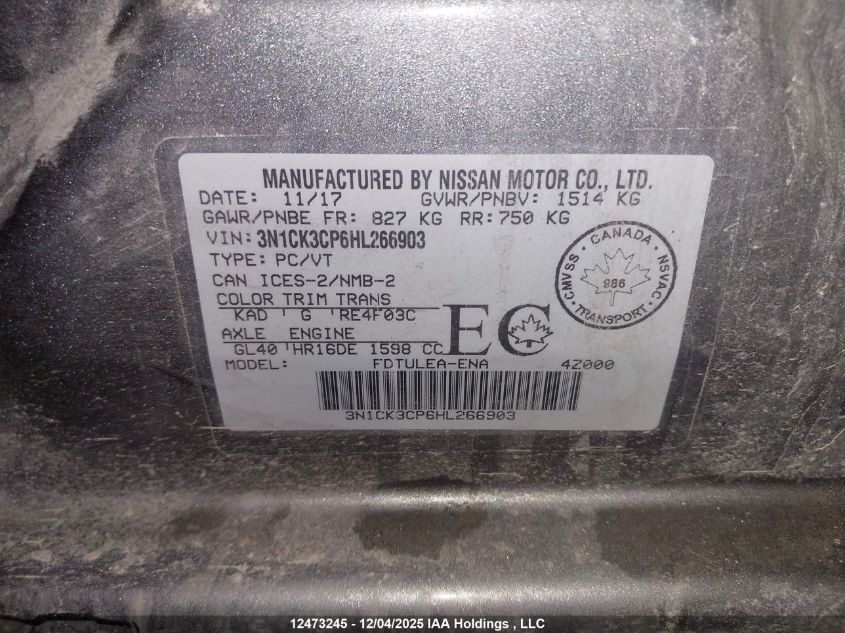 MANUFACTURED BY NISSAN MOTOR CO., LTD.
DATE: 11/17 GVWR/PNBV: 1514 KG
GAWR/PNBE FR: 827 KG RR: 750 KG
VIN: 3N1CK3CP6HL266903
TYPE: PC/VT
CAN ICES-2/NMB-2
COLOR TRIM TRANS
KAD ' G 'RE4F03C
AXLE ENGINE
GL40 'HR16DE 1598 CC
EC
CANADA
CMVSS NSVAC
986
TRANSPORT
MODEL: FDTULEA-ENA 4Z000
3N1CK3CP6HL266903
12473245 - 12/04/2025 IAA Holdings , LLC